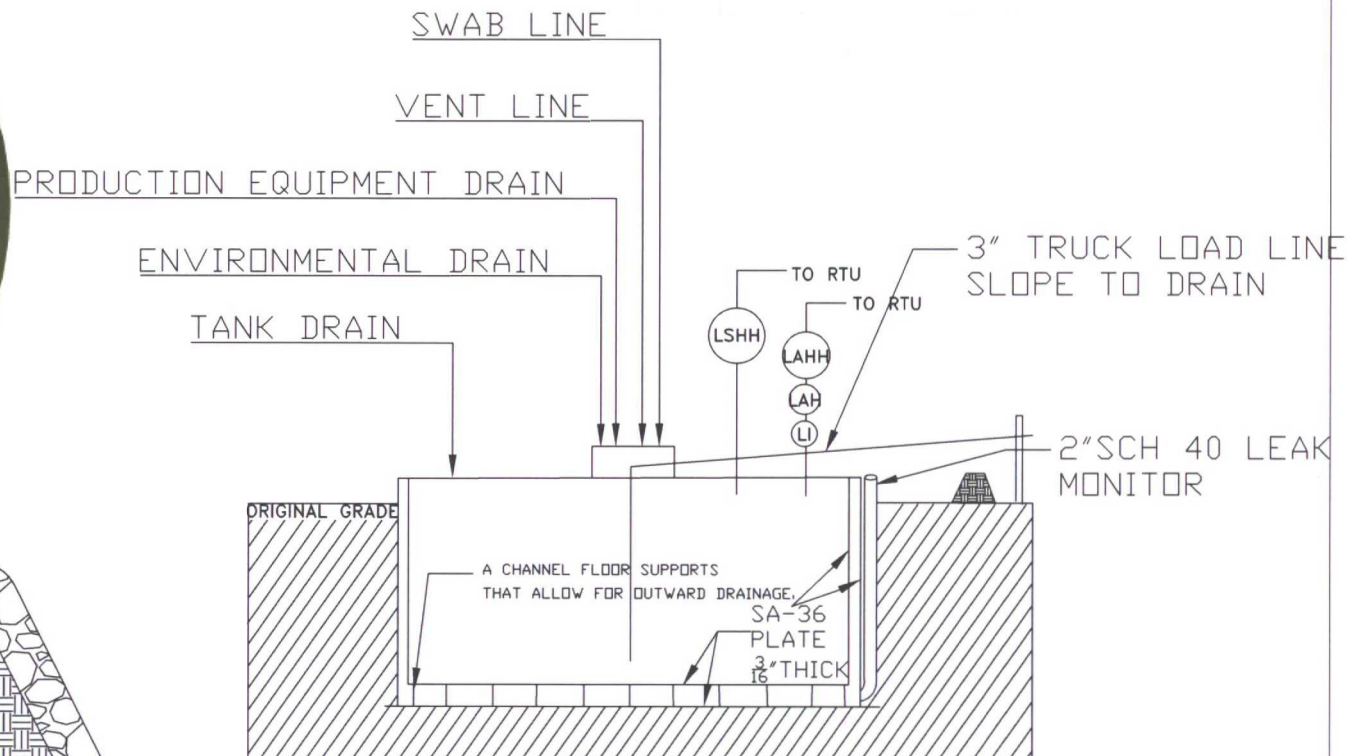 SWAB LINE
VENT LINE
PRODUCTION EQUIPMENT DRAIN
ENVIRONMENTAL DRAIN
TANK DRAIN
3" TRUCK LOAD LINE
SLOPE TO DRAIN
TO RTU
TO RTU
LSHH
LAHH
LAH
LI
2"SCH 40 LEAK
MONITOR
ORIGINAL GRADE
A CHANNEL FLOOR SUPPORTS
THAT ALLOW FOR OUTWARD DRAINAGE.
SA-36
PLATE
3/16"THICK